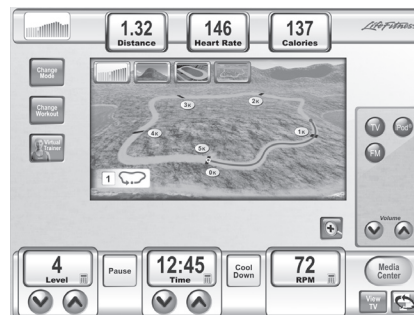 1.32
Distance
146
Heart Rate
137
Calories
LifeFitness
Change
Mode
Change
Workout
Virtual
Trainer
3K
2K
4K
1K
5K
0K
1
TV
iPod
FM
Volume
4
Level
Pause
12:45
Time
Cool
Down
72
RPM
Media
Center
View
TV